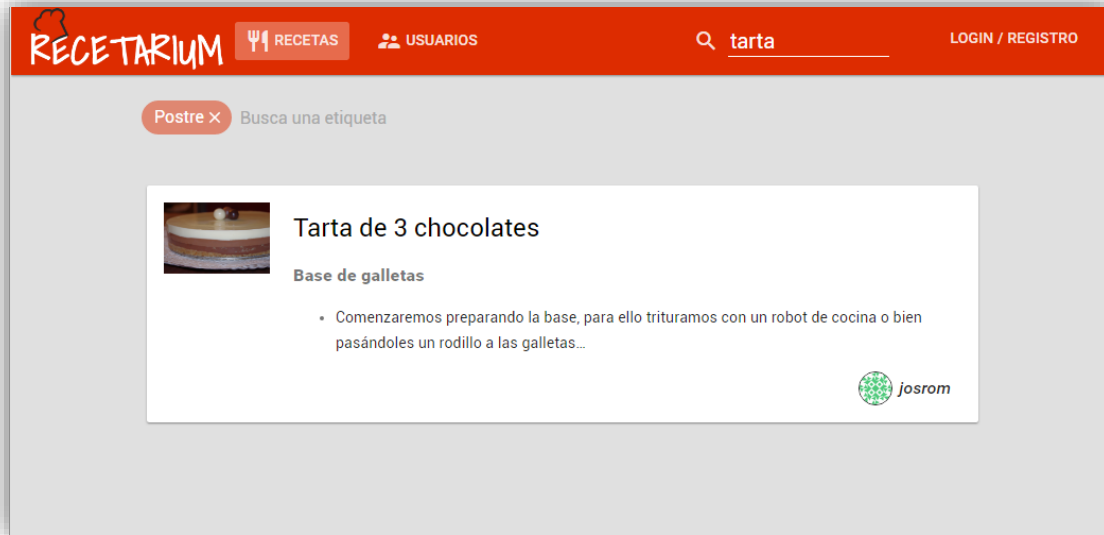 RECETARIUM RECETAS USUARIOS tarta LOGIN / REGISTRO
Postre × Busca una etiqueta
Tarta de 3 chocolates
Base de galletas
• Comenzaremos preparando la base, para ello trituramos con un robot de cocina o bien
pasándoles un rodillo a las galletas...
josrom